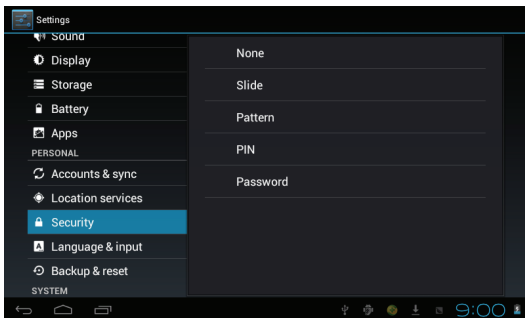 Settings
Sound
Display
Storage
Battery
Apps
PERSONAL
Accounts & sync
Location services
Security
Language & input
Backup & reset
SYSTEM
None
Slide
Pattern
PIN
Password
9:00